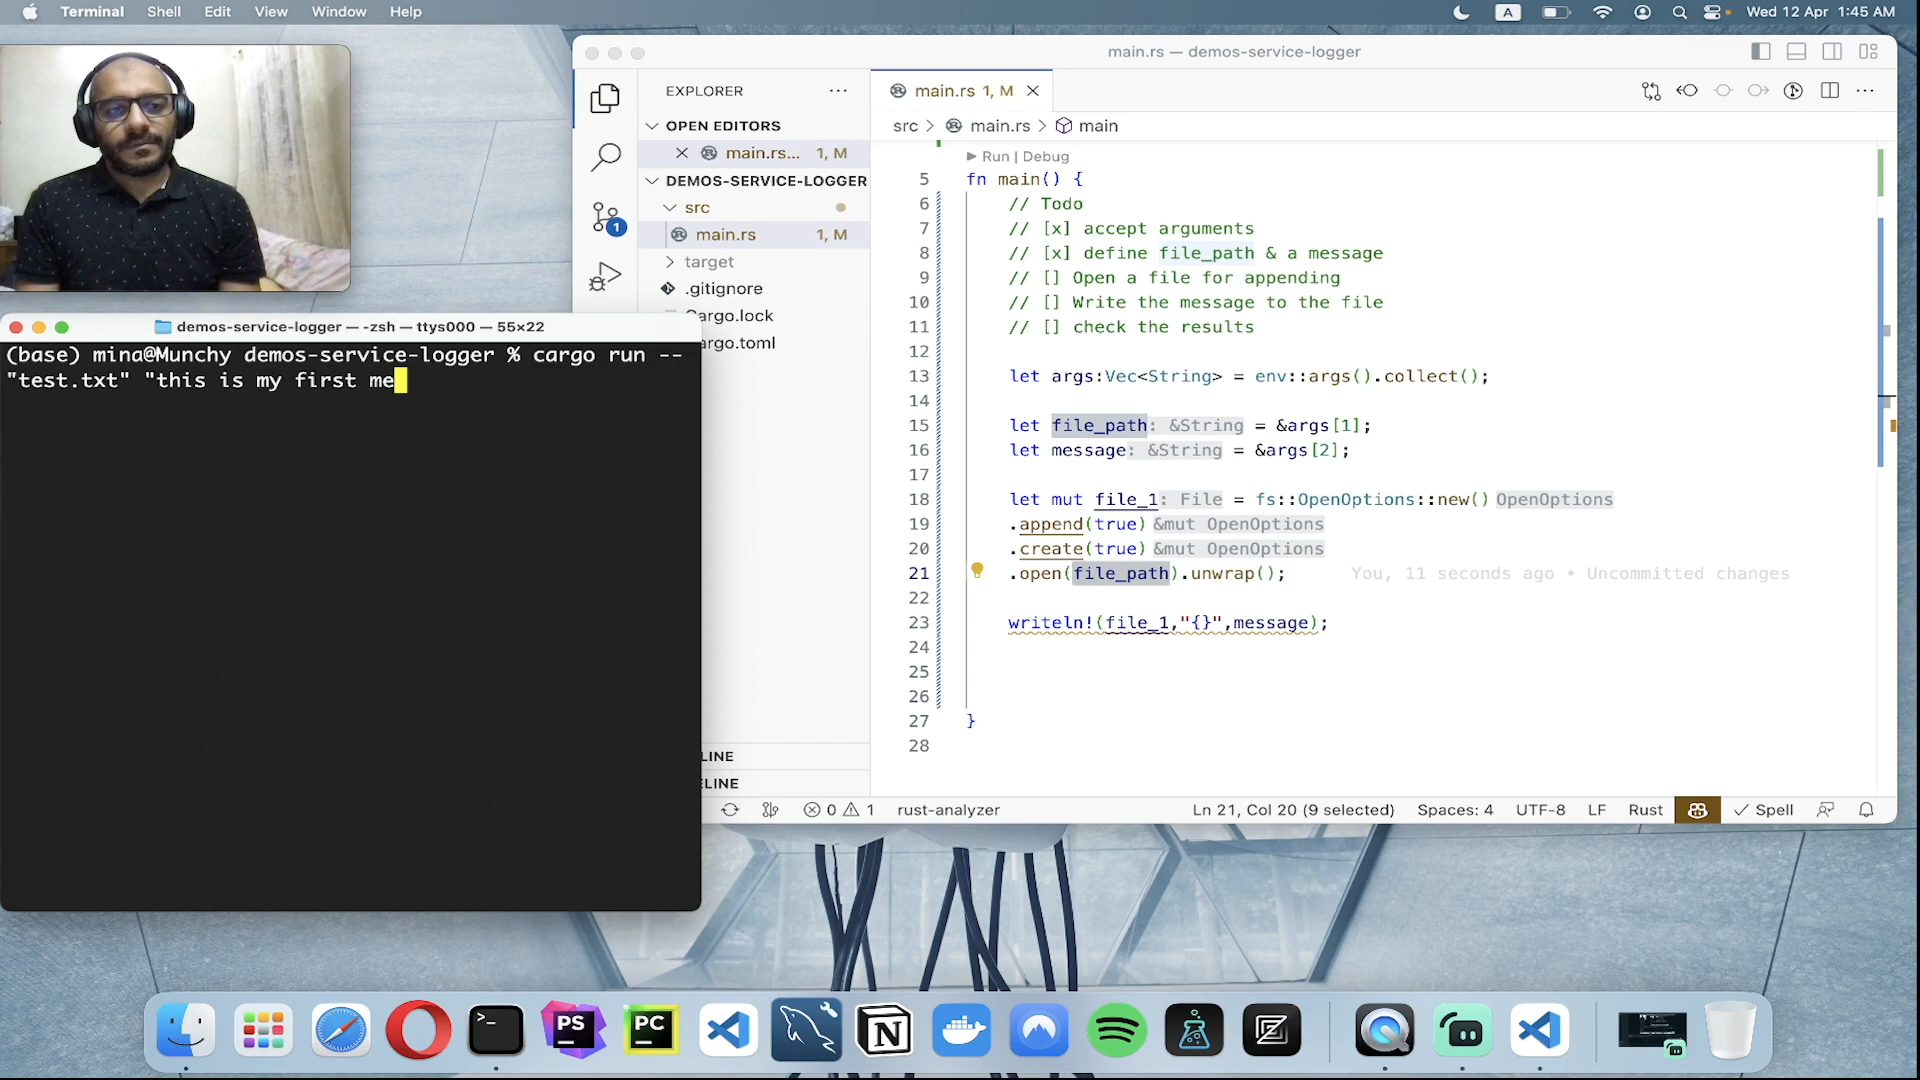 Terminal Shell Edit View Window Help
A
Wed 12 Apr 1:45 AM
main.rs — demos-service-logger
EXPLORER
main.rs 1, M
src > main.rs > main
OPEN EDITORS
main.rs... 1, M
DEMOS-SERVICE-LOGGER
src
main.rs 1, M
target
.gitignore
Cargo.lock
argo.toml
LINE
LINE
1
Run | Debug
5 fn main() {
6 // Todo
7 // [x] accept arguments
8 // [x] define file_path & a message
9 // [] Open a file for appending
10 // [] Write the message to the file
11 // [] check the results
12
13 let args:Vec<String> = env::args().collect();
14
15 let file_path: &String = &args[1];
16 let message: &String = &args[2];
17
18 let mut file_1: File = fs::OpenOptions::new() OpenOptions
19 .append(true) &mut OpenOptions
20 .create(true) &mut OpenOptions
21 .open(file_path).unwrap(); You, 11 seconds ago • Uncommitted changes
22
23 writeln!(file_1,"{}",message);
24
25
26
27 }
28
0 1 rust-analyzer Ln 21, Col 20 (9 selected) Spaces: 4 UTF-8 LF Rust Spell
demos-service-logger — -zsh — ttys000 — 55×22
(base) mina@Munchy demos-service-logger % cargo run --
"test.txt" "this is my first me
PS
PC
N